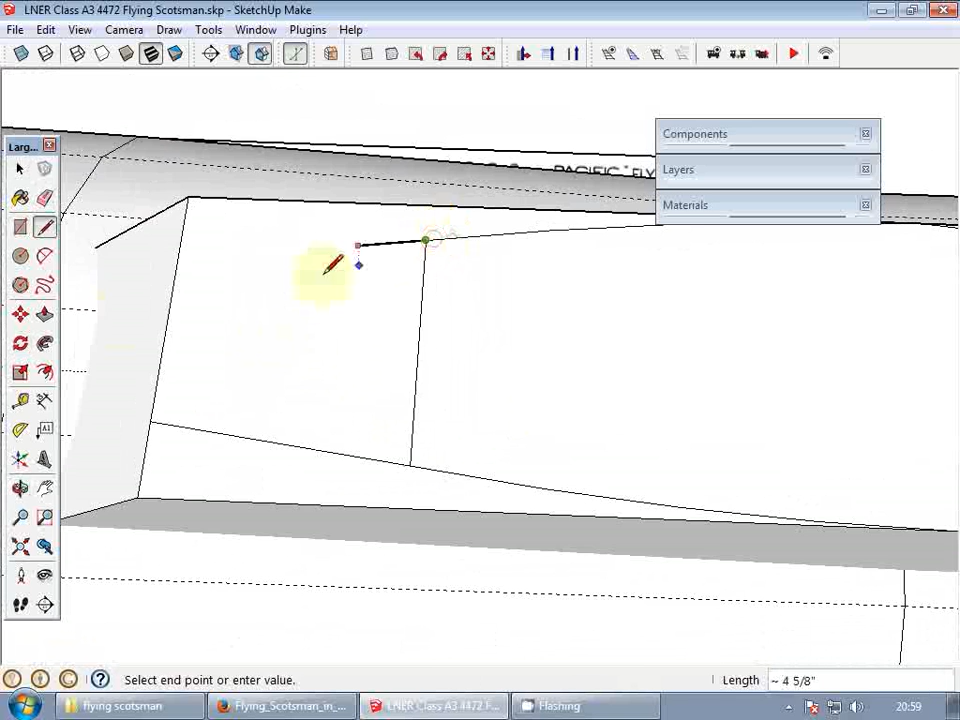 LNER Class A3 4472 Flying Scotsman.skp - SketchUp Make
File Edit View Camera Draw Tools Window Plugins Help
Larg...
Components
PACIFIC
Layers
Materials
A1
Select end point or enter value. Length ~ 4 5/8"
flying scotsman Flying_Scotsman_in_... LNER Class A3 4472 F... Flashing 20:59